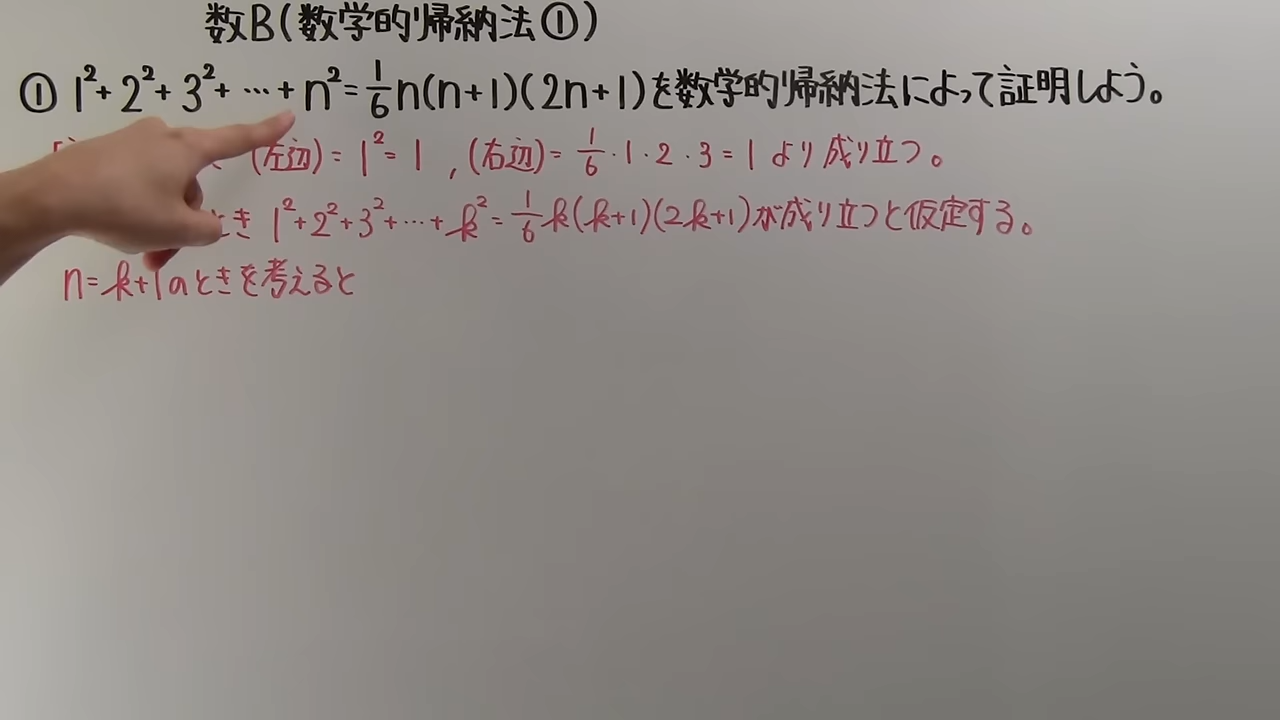 数B(数学的帰納法①)
① 1²+2²+3²+…+n²=1/6n(n+1)(2n+1)を数学的帰納法によって証明しよう。
(左辺)=1²=1,(右辺)=1/6・1・2・3=1より成り立つ。
とき 1²+2²+3²+…+k²=1/6k(k+1)(2k+1)が成り立つと仮定する。
n=k+1のときを考えると